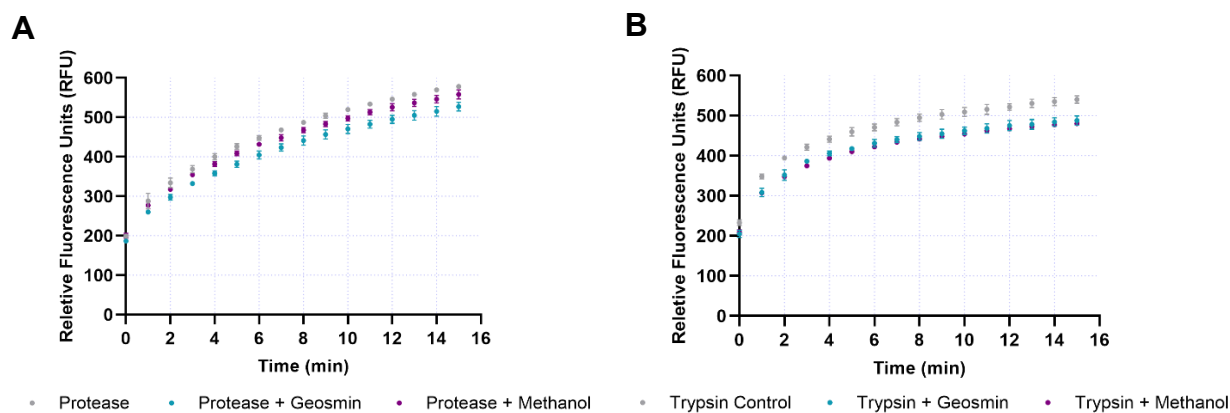 A
B
Reletive Fluorescence Units (RFU)
600
500
400
300
200
100
0
0 2 4 6 8 10 12 14 16
Time (min)
Protease Protease + Geosmin Protease + Methanol
Reletive Fluorescence Units (RFU)
600
500
400
300
200
100
0
0 2 4 6 8 10 12 14 16
Time (min)
Trypsin Control Trypsin + Geosmin Trypsin + Methanol